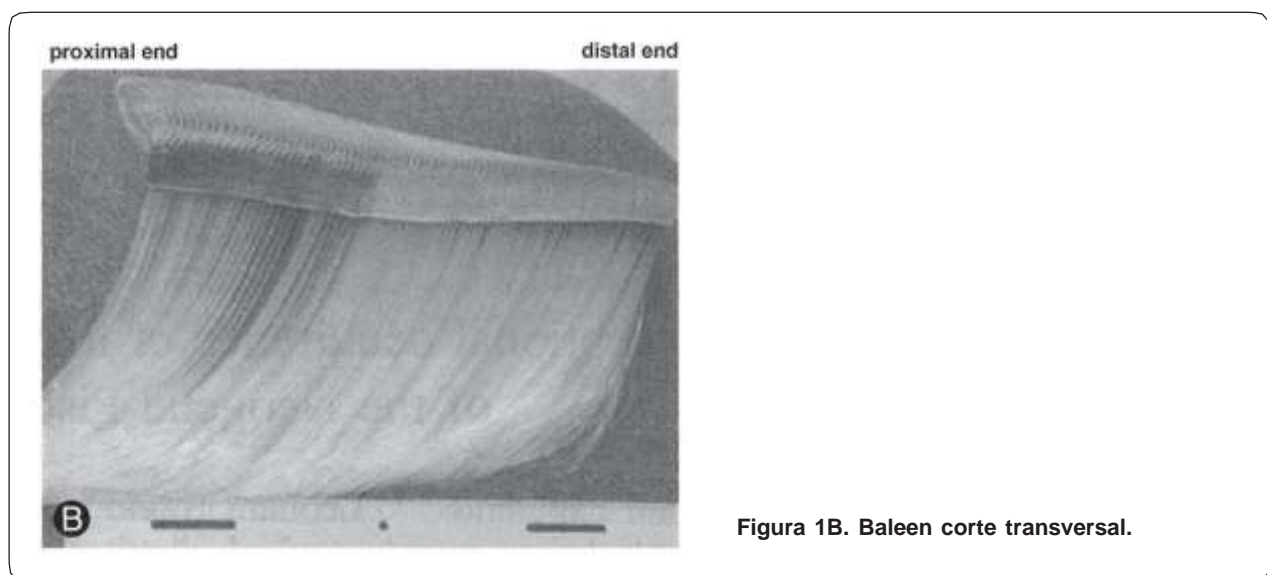 proximal end
distal end
B
Figura 1B. Baleen corte transversal.